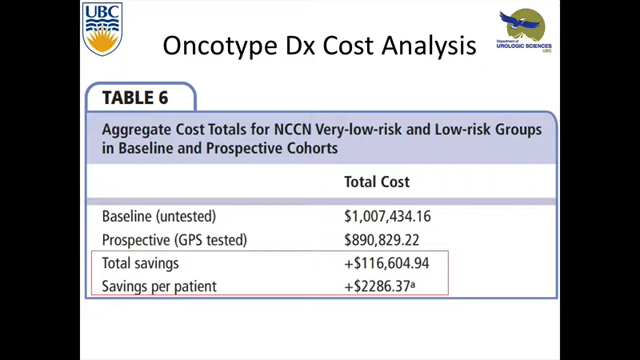 UBC
Oncotype Dx Cost Analysis
Department of
UROLOGIC SCIENCES
UBC
TABLE 6
Aggregate Cost Totals for NCCN Very-low-risk and Low-risk Groups
in Baseline and Prospective Cohorts
Total Cost
Baseline (untested) $1,007,434.16
Prospective (GPS tested) $890,829.22
Total savings +$116,604.94
Savings per patient +$2286.37ᵃ